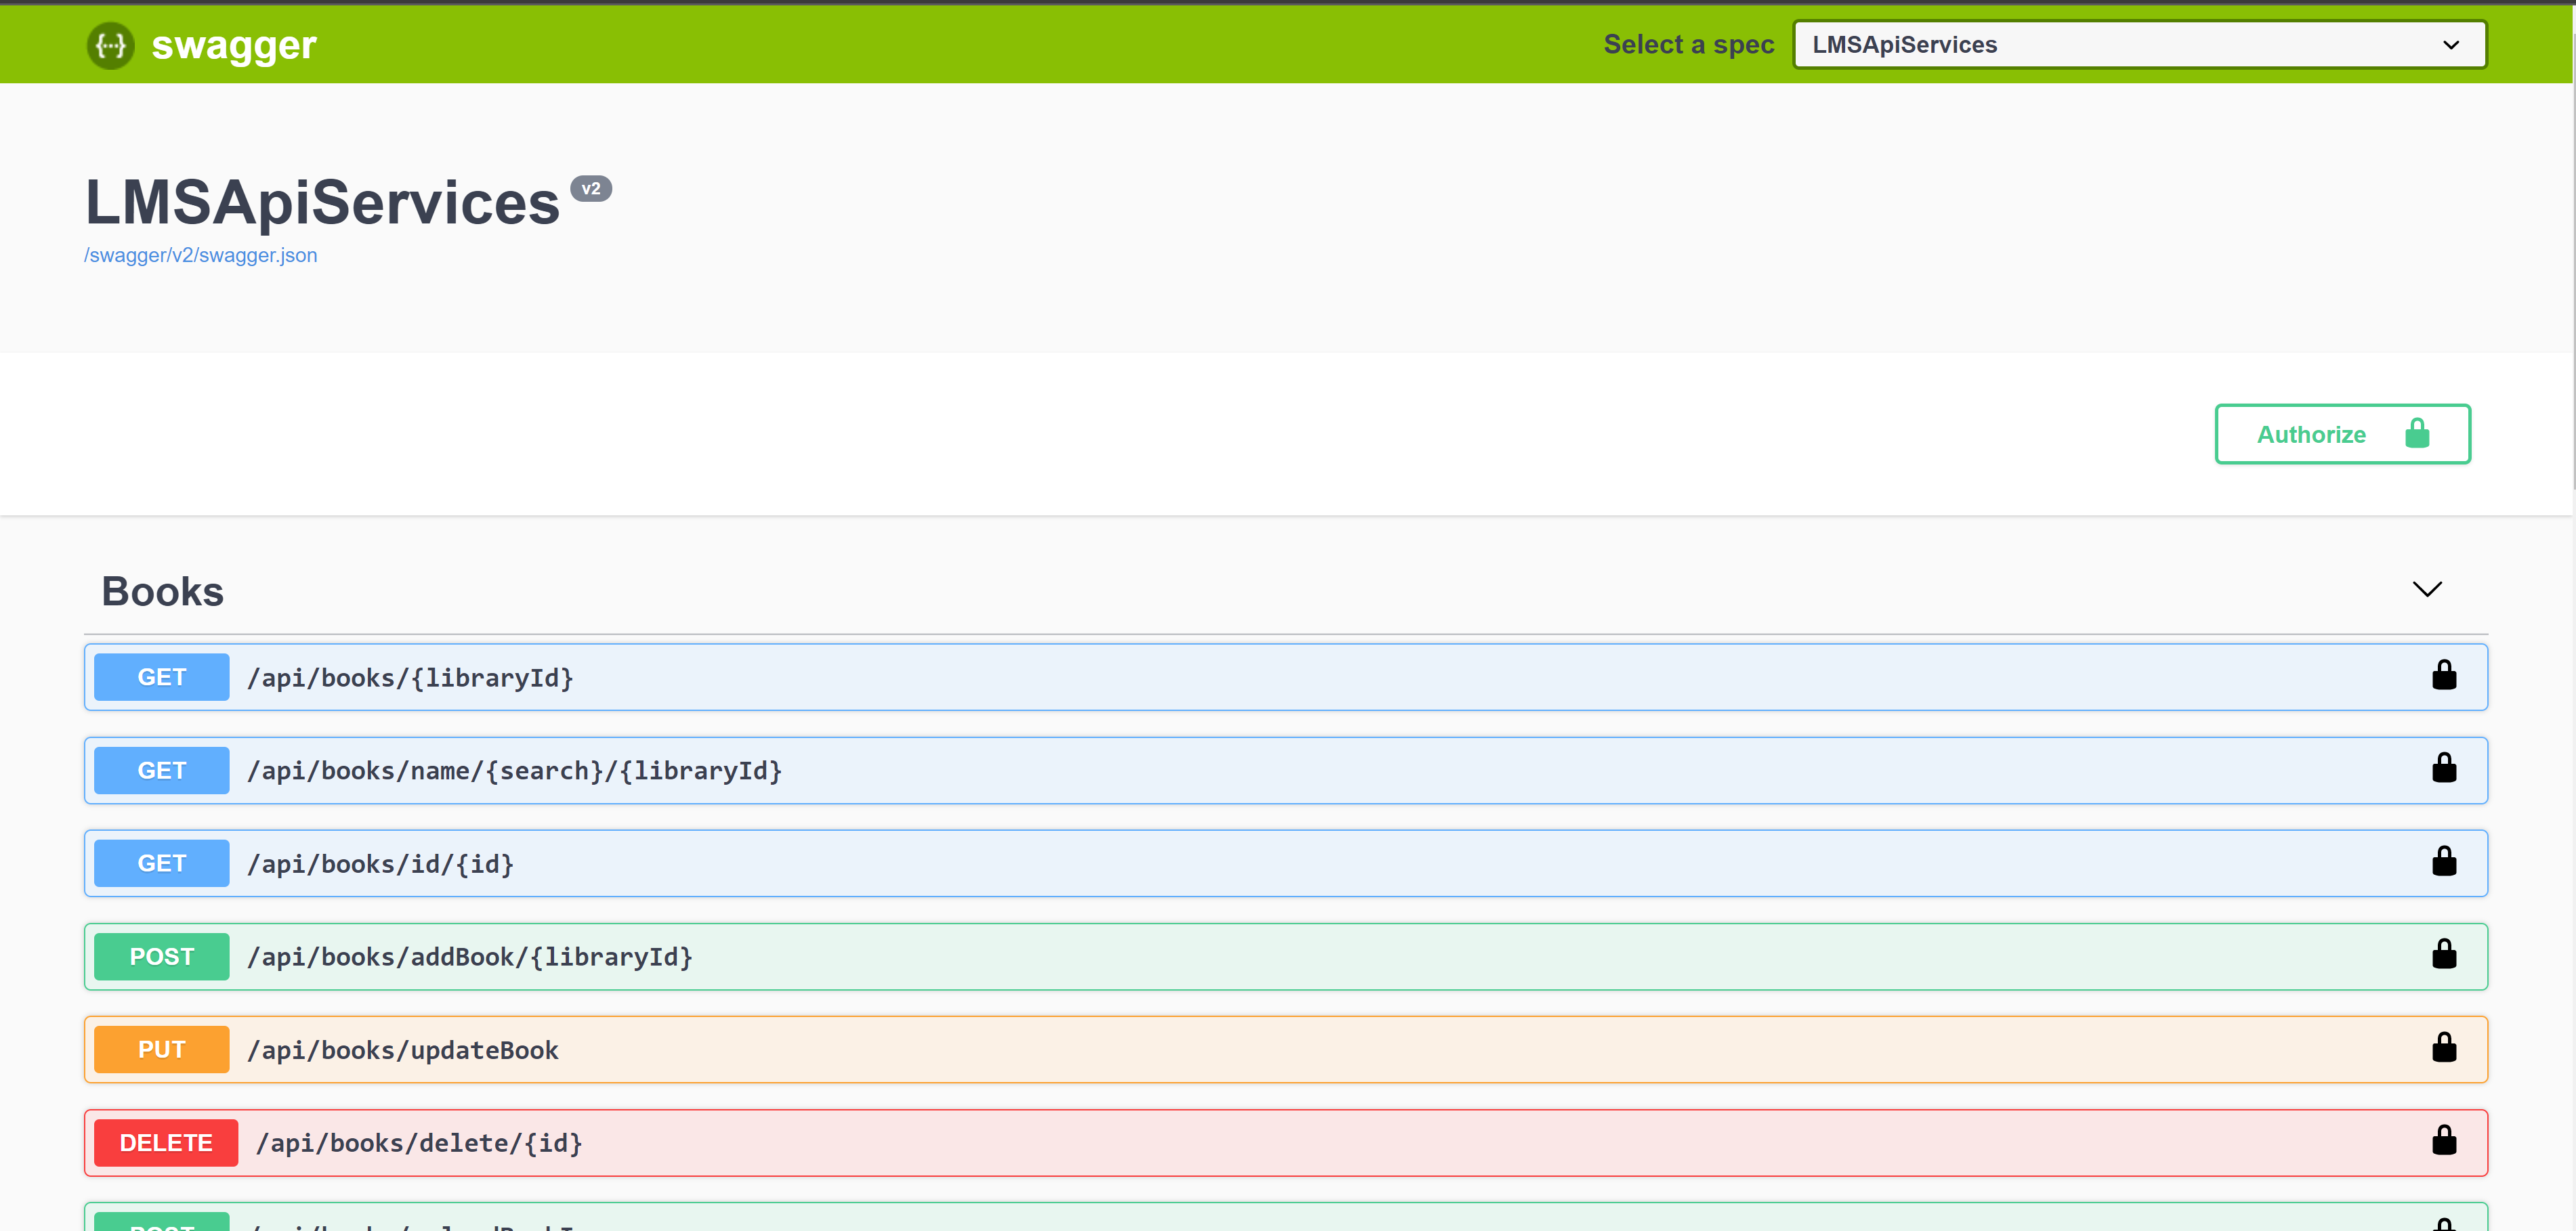 swagger
Select a spec
LMSApiServices
LMSApiServices v2
/swagger/v2/swagger.json
Authorize
Books
GET /api/books/{libraryId}
GET /api/books/name/{search}/{libraryId}
GET /api/books/id/{id}
POST /api/books/addBook/{libraryId}
PUT /api/books/updateBook
DELETE /api/books/delete/{id}
POST